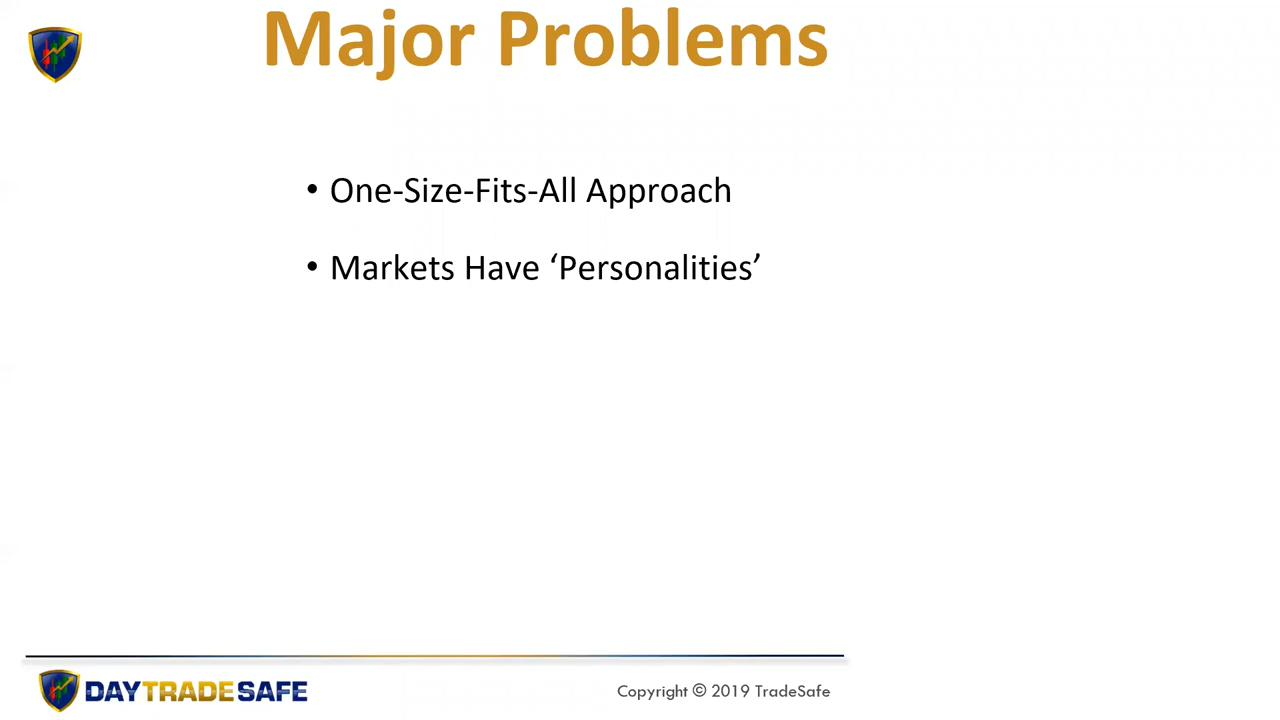 Major Problems
• One-Size-Fits-All Approach
• Markets Have ‘Personalities’
DAYTRADESAFE
Copyright © 2019 TradeSafe